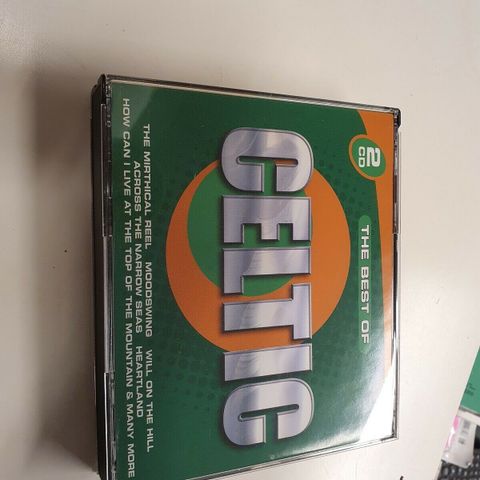 2
CD
THE BEST OF
CELTIC
THE MIRTHICAL REEL MOODSWING WILL ON THE HILL
ACROSS THE NARROW SEAS HEARTLAND
HOW CAN I LIVE AT THE TOP OF THE MOUNTAIN & MANY MORE